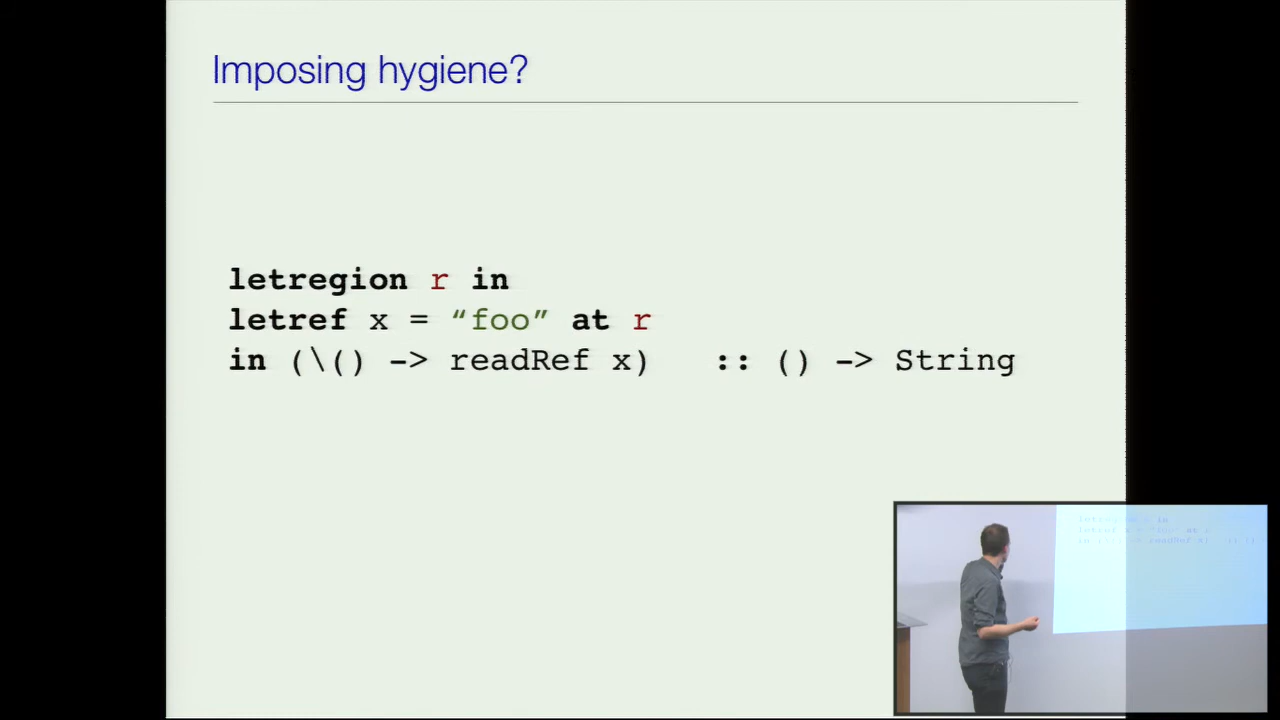 Imposing hygiene?
letregion r in
letref x = “foo” at r
in (\() -> readRef x) :: () -> String